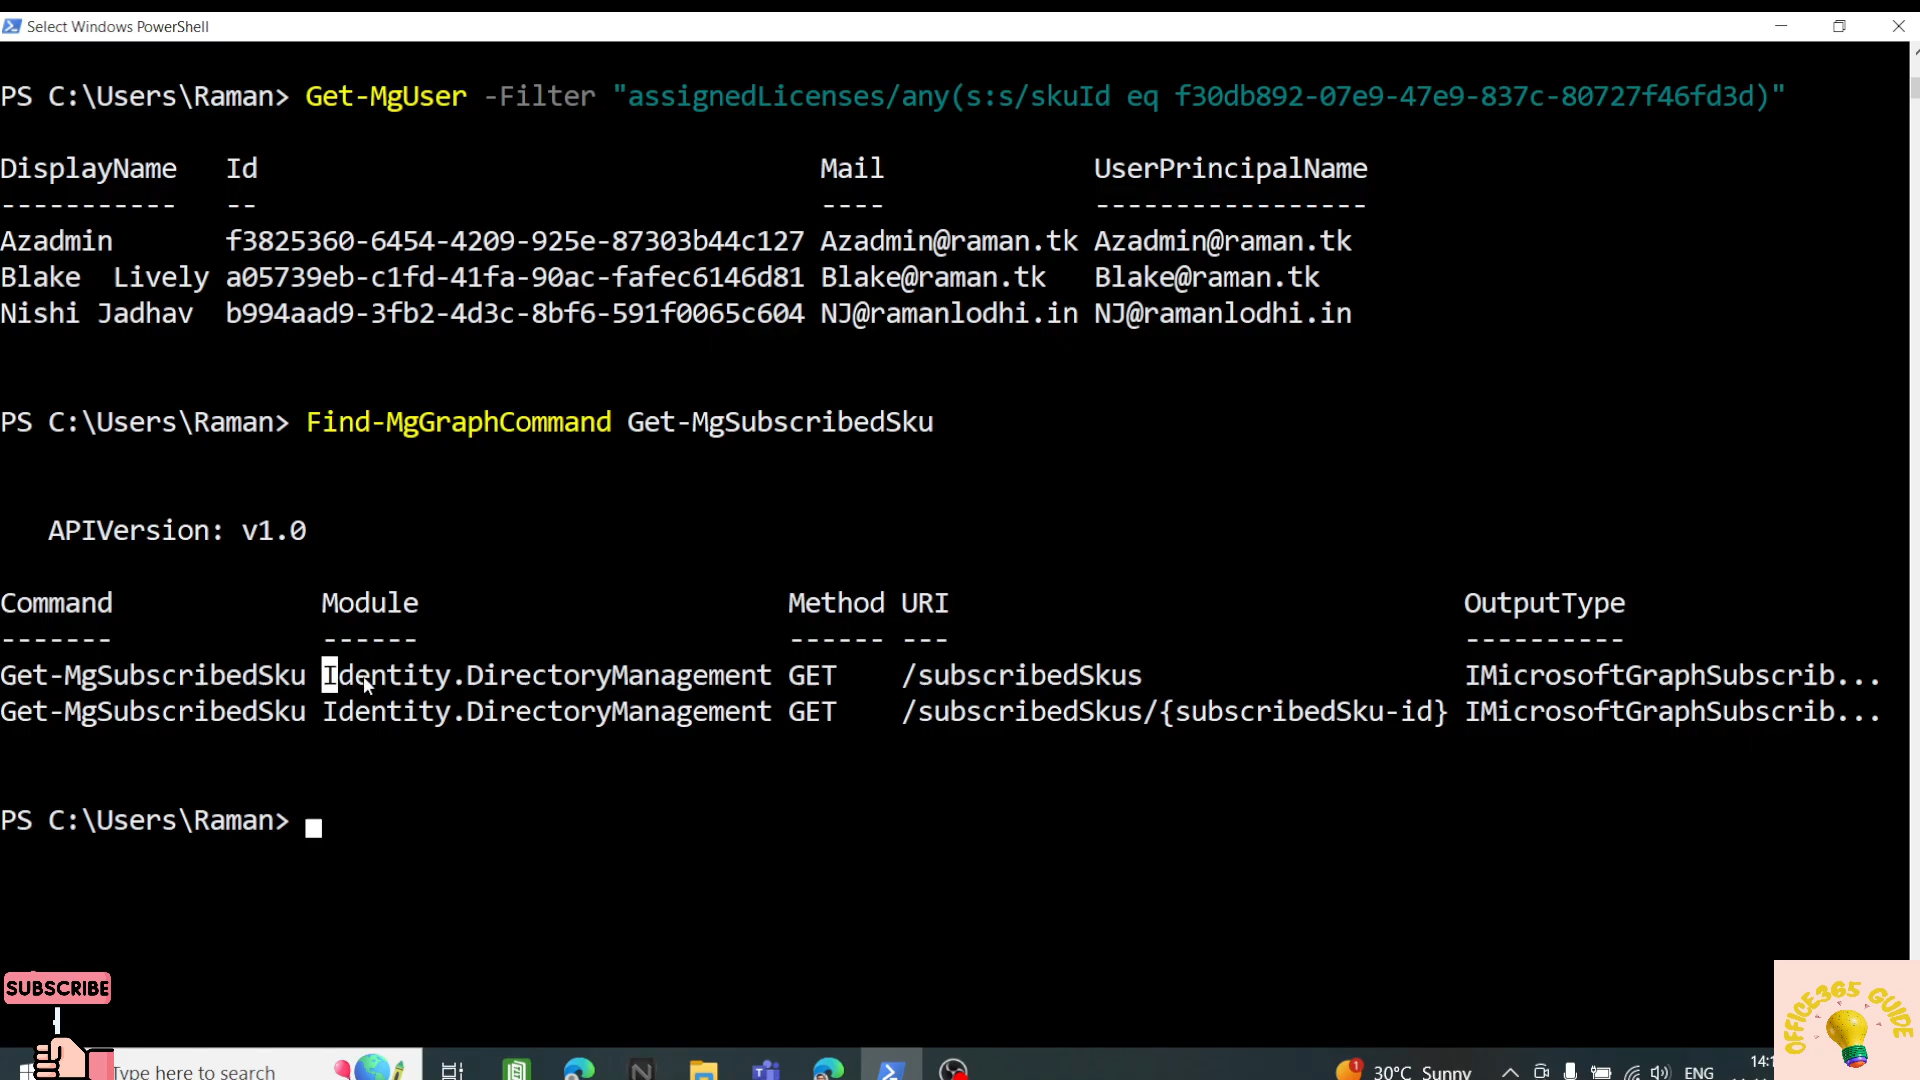 Select Windows PowerShell
PS C:\Users\Raman> Get-MgUser -Filter "assignedLicenses/any(s:s/skuId eq f30db892-07e9-47e9-837c-80727f46fd3d)"
DisplayName Id Mail UserPrincipalName
----------- -- ---- -----------------
Azadmin f3825360-6454-4209-925e-87303b44c127 Azadmin@raman.tk Azadmin@raman.tk
Blake  Lively a05739eb-c1fd-41fa-90ac-fafec6146d81 Blake@raman.tk Blake@raman.tk
Nishi Jadhav b994aad9-3fb2-4d3c-8bf6-591f0065c604 NJ@ramanlodhi.in NJ@ramanlodhi.in
PS C:\Users\Raman> Find-MgGraphCommand Get-MgSubscribedSku
APIVersion: v1.0
Command Module Method URI OutputType
------- ------ ------ --- ----------
Get-MgSubscribedSku Identity.DirectoryManagement GET /subscribedSkus IMicrosoftGraphSubscrib...
Get-MgSubscribedSku Identity.DirectoryManagement GET /subscribedSkus/{subscribedSku-id} IMicrosoftGraphSubscrib...
PS C:\Users\Raman>
SUBSCRIBE
OFFICE365 GUIDE
Type here to search
1
30°C Sunny
ENG
14:1